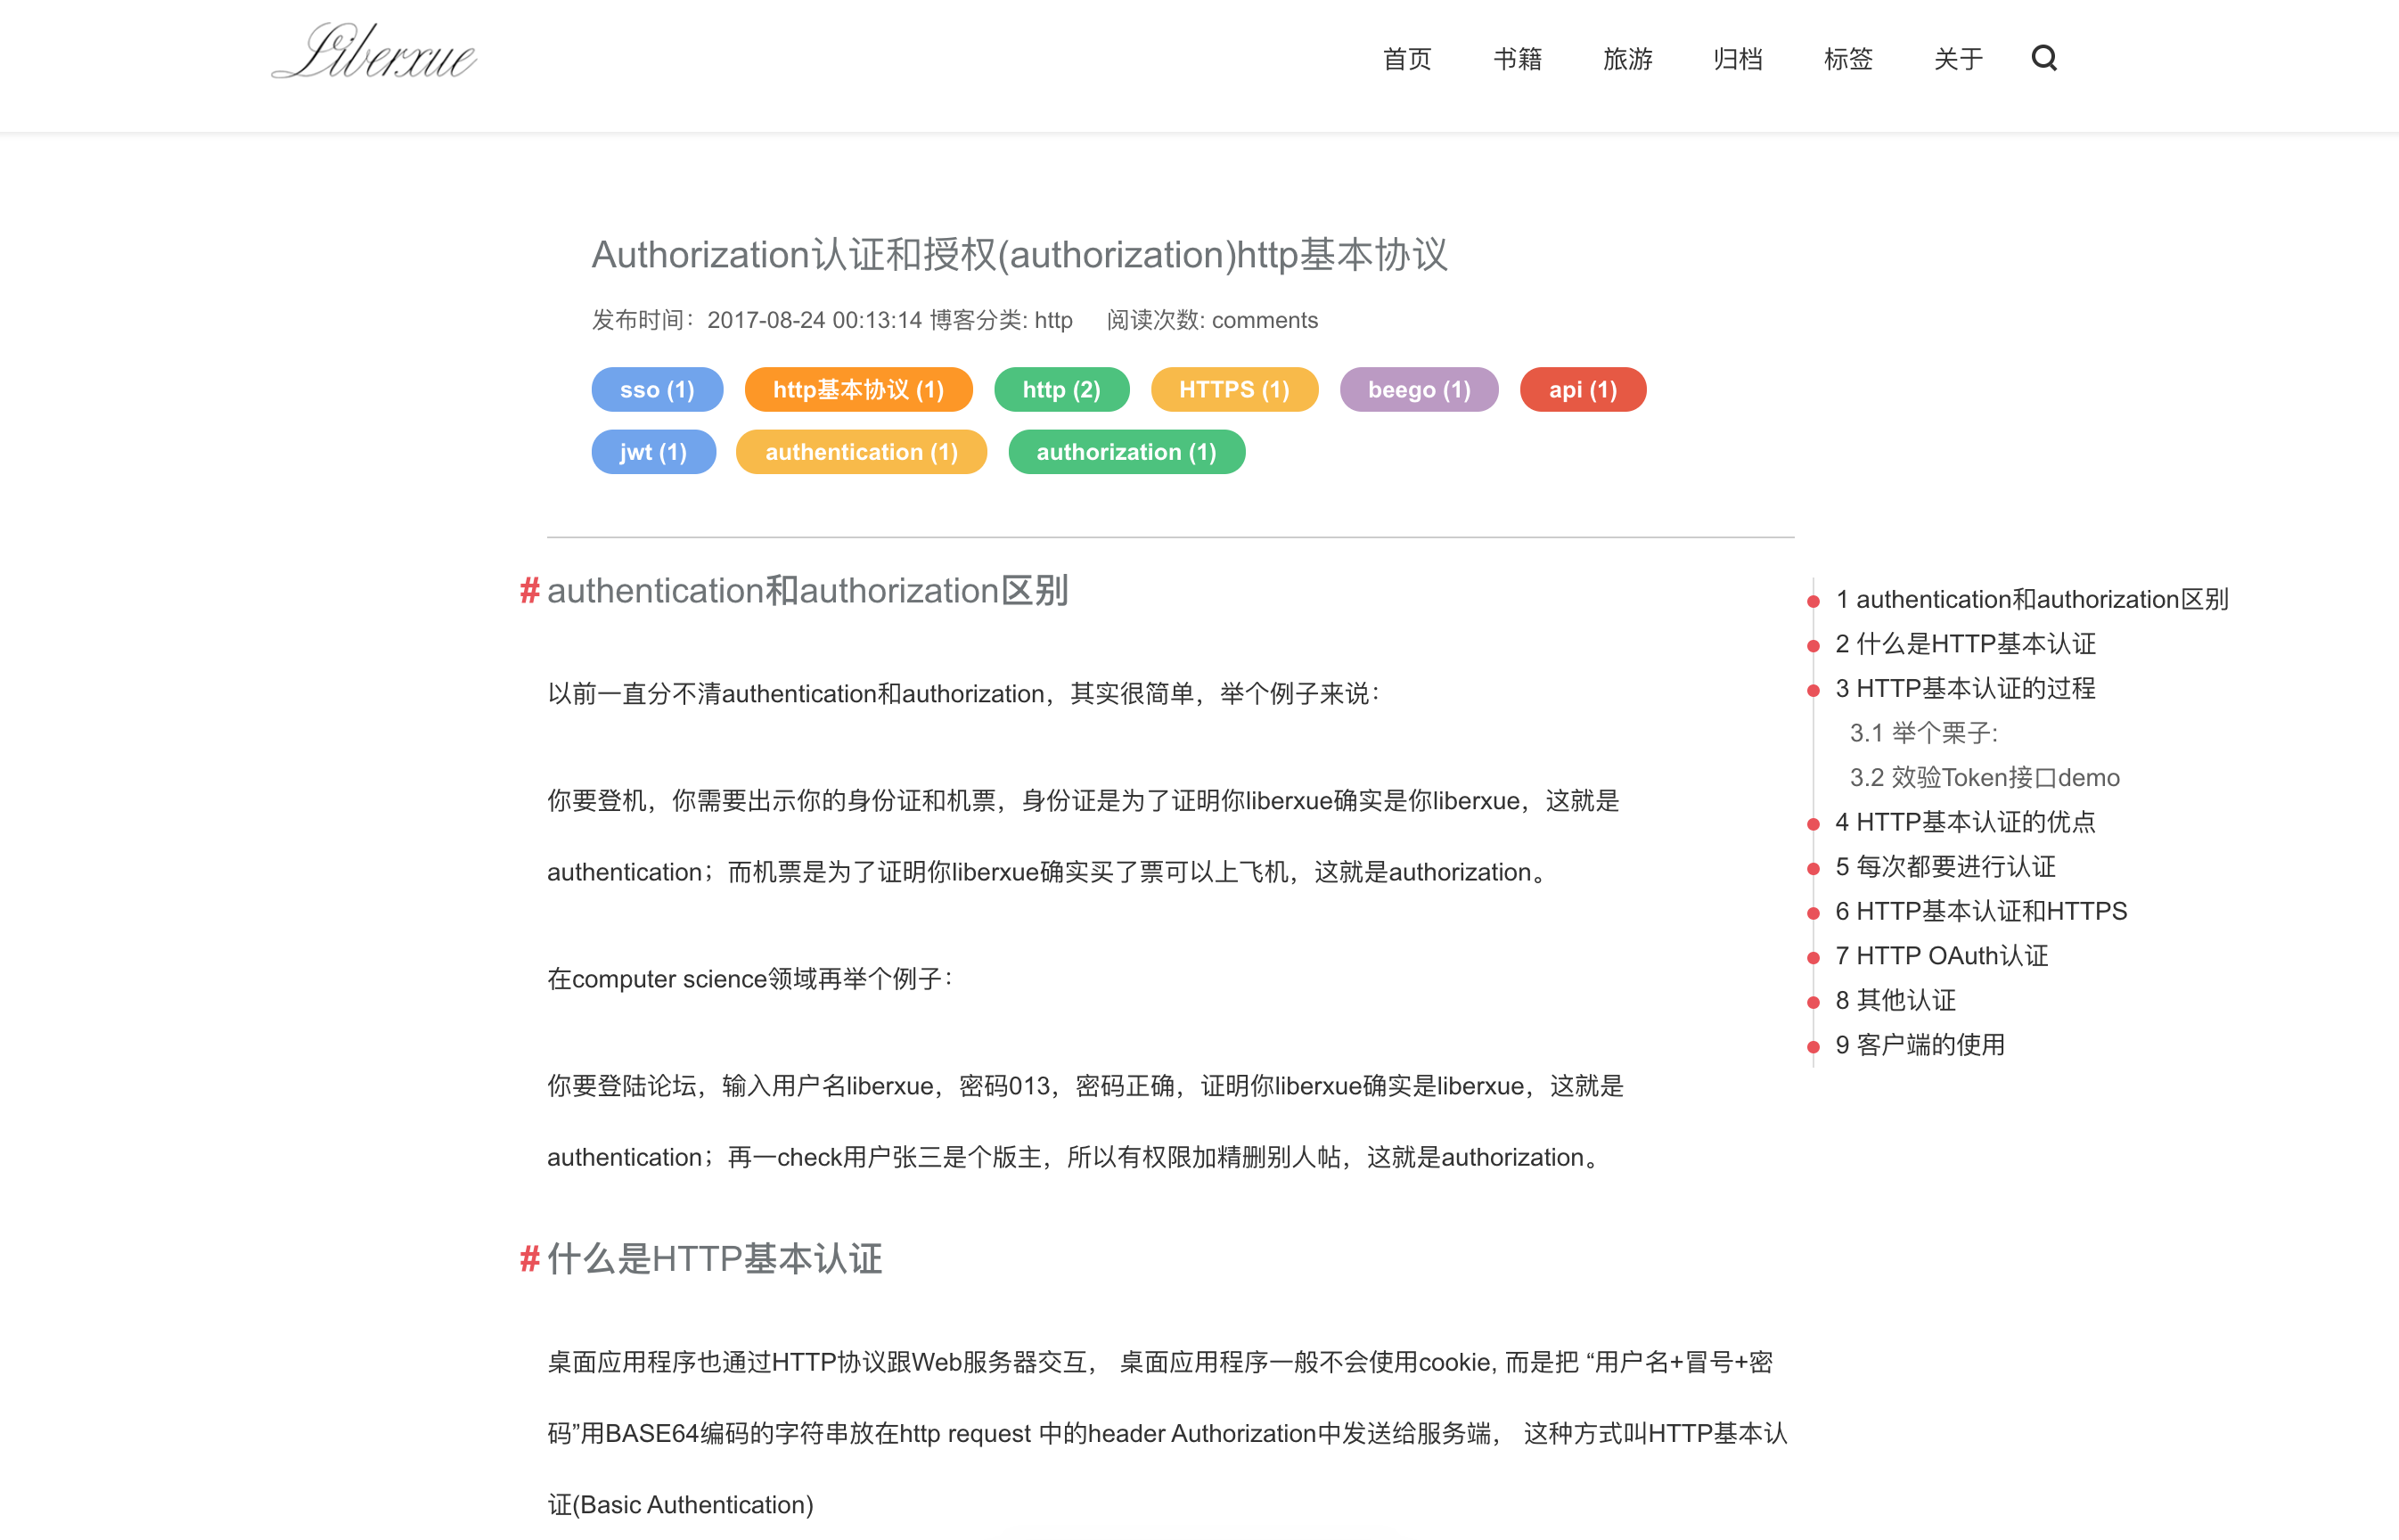 Liberxue
首页 书籍 旅游 归档 标签 关于
Authorization认证和授权(authorization)http基本协议
发布时间：2017-08-24 00:13:14 博客分类: http 阅读次数: comments
sso (1) http基本协议 (1) http (2) HTTPS (1) beego (1) api (1)
jwt (1) authentication (1) authorization (1)
# authentication和authorization区别
以前一直分不清authentication和authorization，其实很简单，举个例子来说：
你要登机，你需要出示你的身份证和机票，身份证是为了证明你liberxue确实是你liberxue，这就是
authentication；而机票是为了证明你liberxue确实买了票可以上飞机，这就是authorization。
在computer science领域再举个例子：
你要登陆论坛，输入用户名liberxue，密码013，密码正确，证明你liberxue确实是liberxue，这就是
authentication；再一check用户张三是个版主，所以有权限加精删别人帖，这就是authorization。
# 什么是HTTP基本认证
桌面应用程序也通过HTTP协议跟Web服务器交互， 桌面应用程序一般不会使用cookie, 而是把 “用户名+冒号+密
码”用BASE64编码的字符串放在http request 中的header Authorization中发送给服务端， 这种方式叫HTTP基本认
证(Basic Authentication)
1 authentication和authorization区别
2 什么是HTTP基本认证
3 HTTP基本认证的过程
3.1 举个栗子:
3.2 效验Token接口demo
4 HTTP基本认证的优点
5 每次都要进行认证
6 HTTP基本认证和HTTPS
7 HTTP OAuth认证
8 其他认证
9 客户端的使用